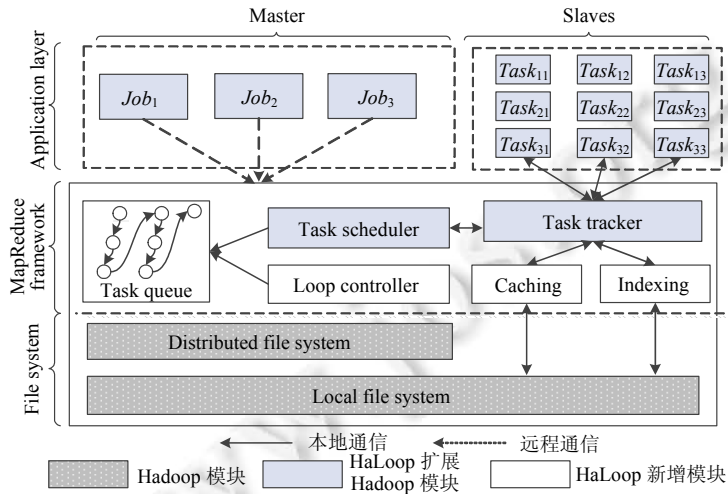 Master
Slaves
Application layer
Job1
Job2
Job3
Task11
Task12
Task13
Task21
Task22
Task23
Task31
Task32
Task33
MapReduce
framework
Task queue
Task scheduler
Loop controller
Task tracker
Caching
Indexing
File system
Distributed file system
Local file system
本地通信
远程通信
Hadoop 模块
HaLoop 扩展
Hadoop 模块
HaLoop 新增模块